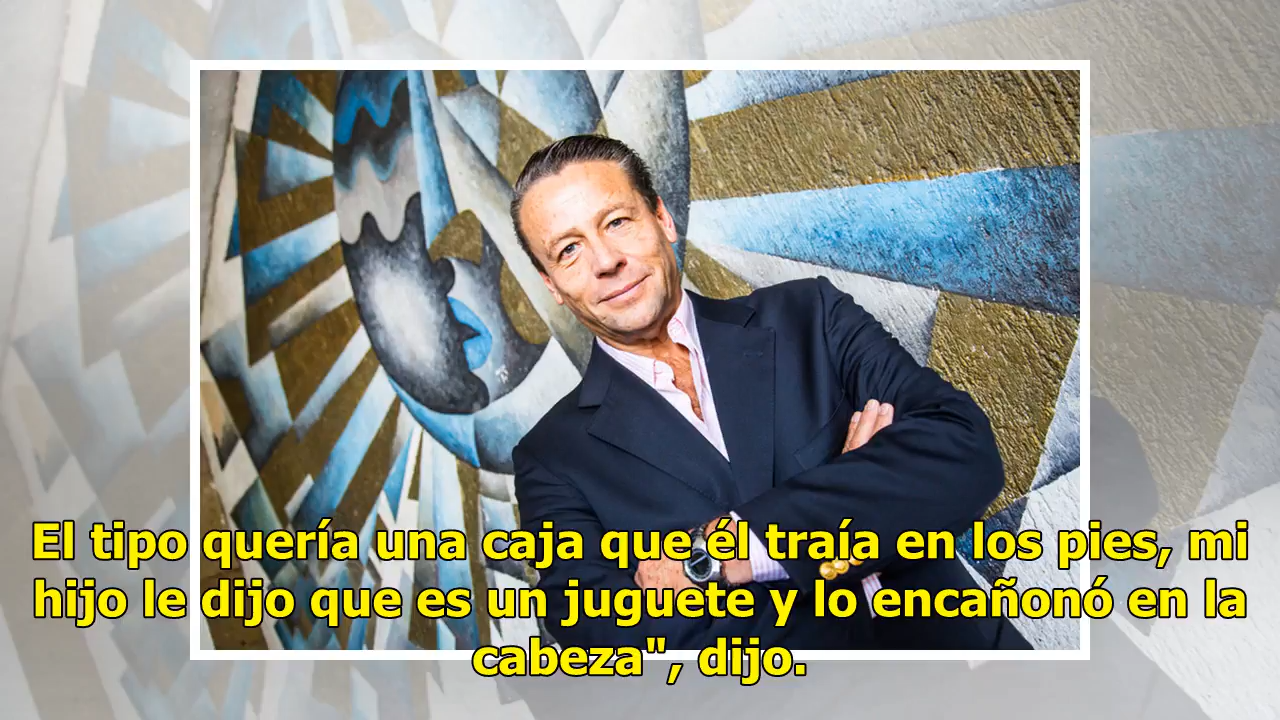 El tipo quería una caja que él traía en los pies, mi
hijo le dijo que es un juguete y lo encañonó en la
cabeza", dijo.